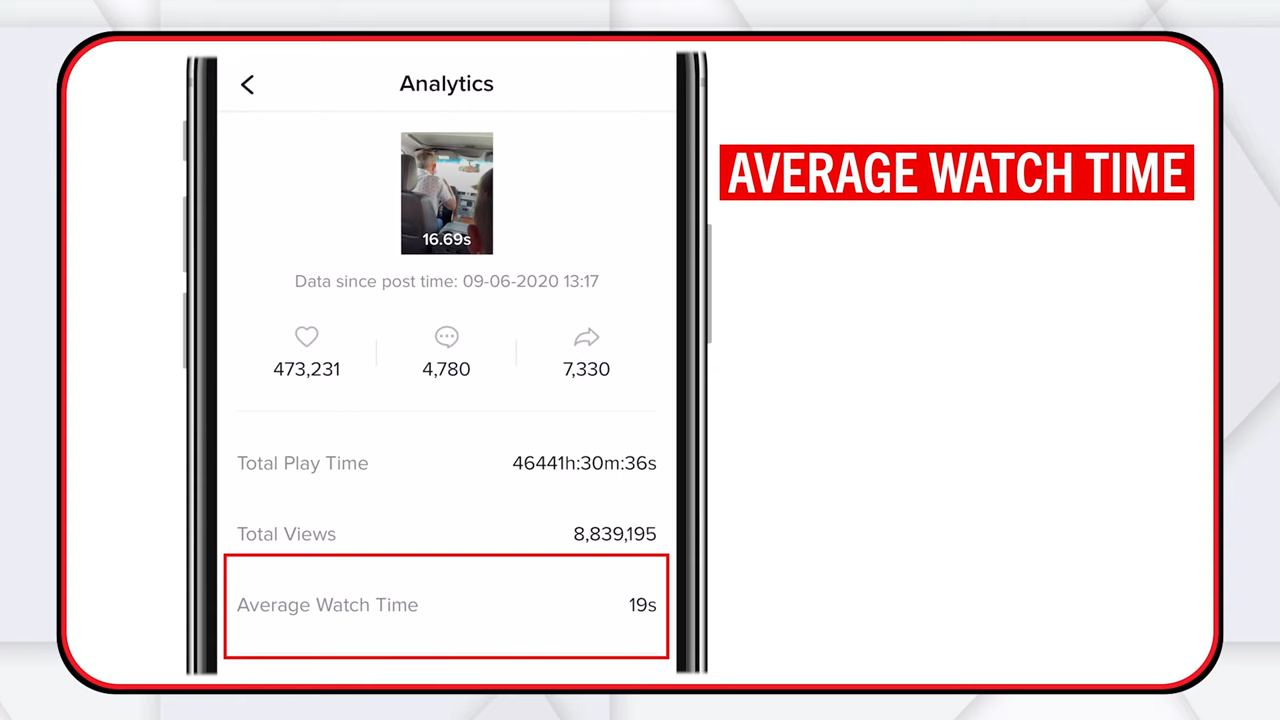 Analytics
AVERAGE WATCH TIME
16.69s
Data since post time: 09-06-2020 13:17
473,231 4,780 7,330
Total Play Time 46441h:30m:36s
Total Views 8,839,195
Average Watch Time 19s